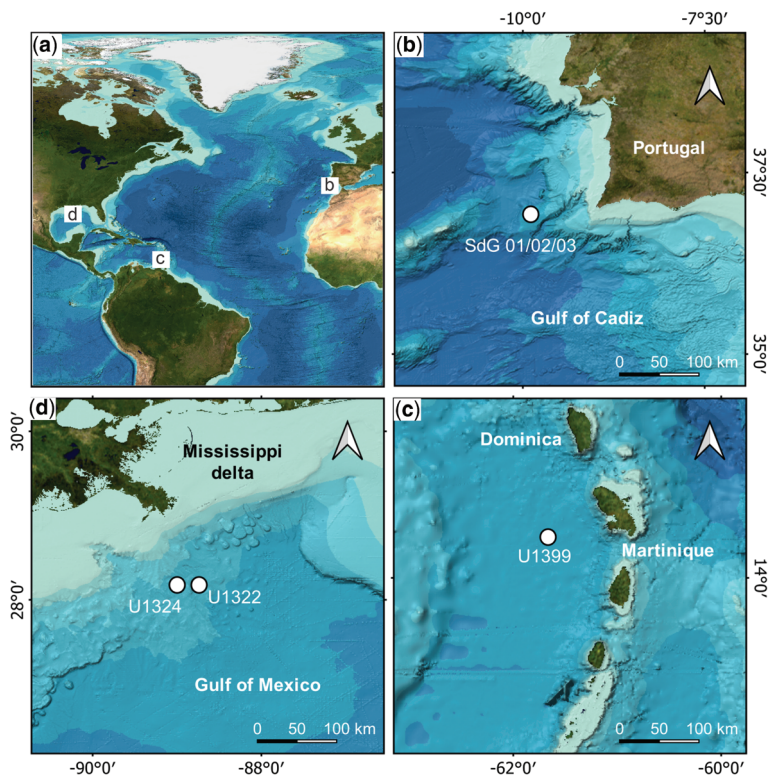 (a)
b
d
c
(b)
-10°0′
-7°30′
Portugal
37°30′
SdG 01/02/03
Gulf of Cadiz
0 50 100 km
35°0′
(d)
30°0′
Mississippi
delta
28°0′
U1324
U1322
Gulf of Mexico
0 50 100 km
-90°0′
-88°0′
(c)
Dominica
U1399
Martinique
14°0′
0 50 100 km
-62°0′
-60°0′